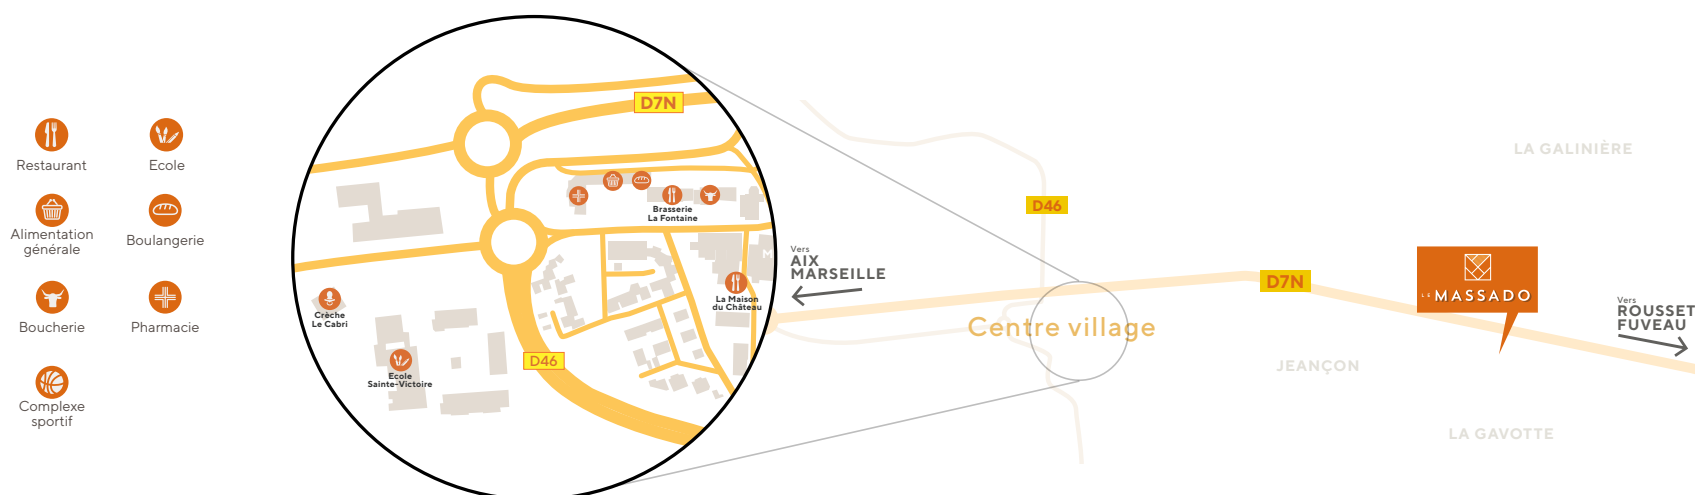 Restaurant
Ecole
Alimentation
générale
Boulangerie
Boucherie
Pharmacie
Complexe
sportif
D7N
Brasserie
La Fontaine
La Maison
du Château
Crèche
Le Cabri
Ecole
Sainte-Victoire
D46
Vers
AIX
MARSEILLE
D46
Centre village
D7N
LA GALINIÈRE
LE MASSADO
JEANÇON
LA GAVOTTE
Vers
ROUSSET
FUVEAU